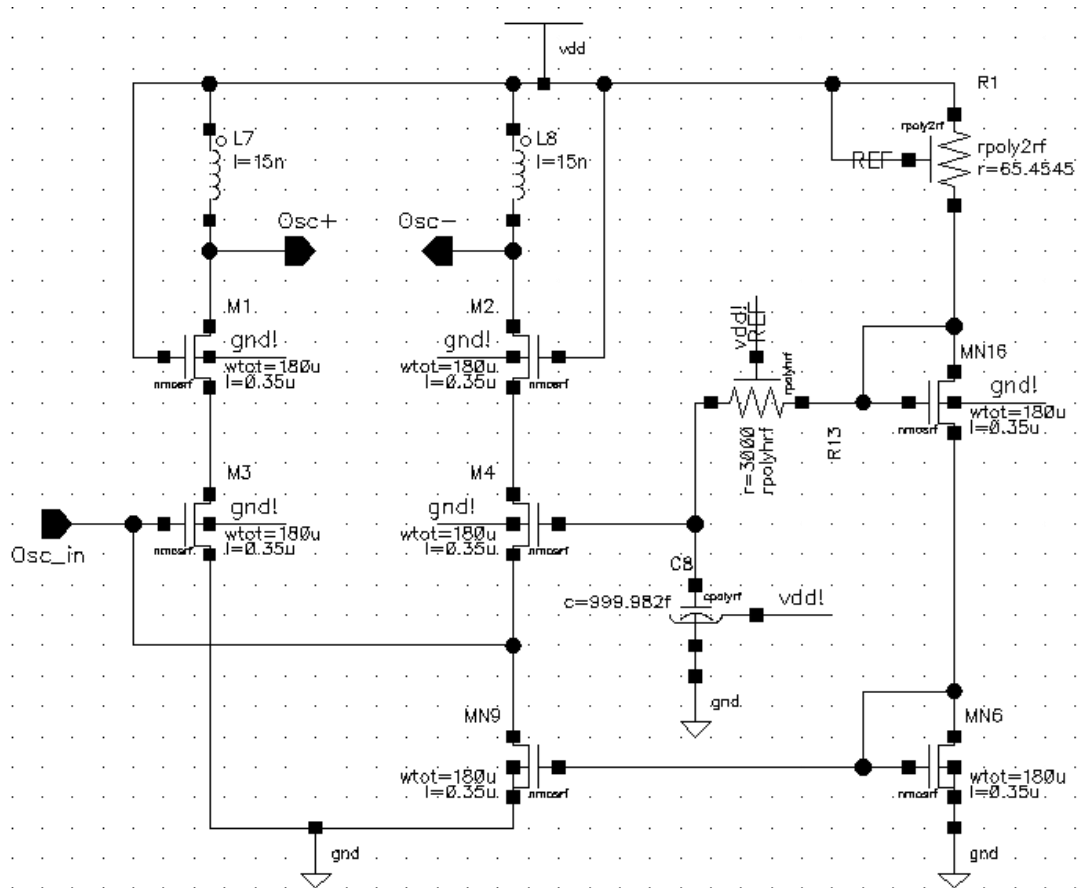 vdd
R1
L7
l=15n
L8
l=15n
rpoly2rf
REF
rpoly2rf
r=65.4545
Osc+
Osc-
M1
gnd!
wtot=180u
l=0.35u
nmosrf
M2
gnd!
wtot=180u
l=0.35u
nmosrf
vdd!
REF
rpolyhrf
R13
r=3000
rpolyhrf
MN16
gnd!
wtot=180u
l=0.35u
nmosrf
M3
gnd!
wtot=180u
l=0.35u
nmosrf
M4
gnd!
wtot=180u
l=0.35u
nmosrf
Osc_in
C8
c=999.982f
cpolyrf
vdd!
gnd
MN9
wtot=180u
l=0.35u
nmosrf
MN6
wtot=180u
l=0.35u
nmosrf
gnd
gnd